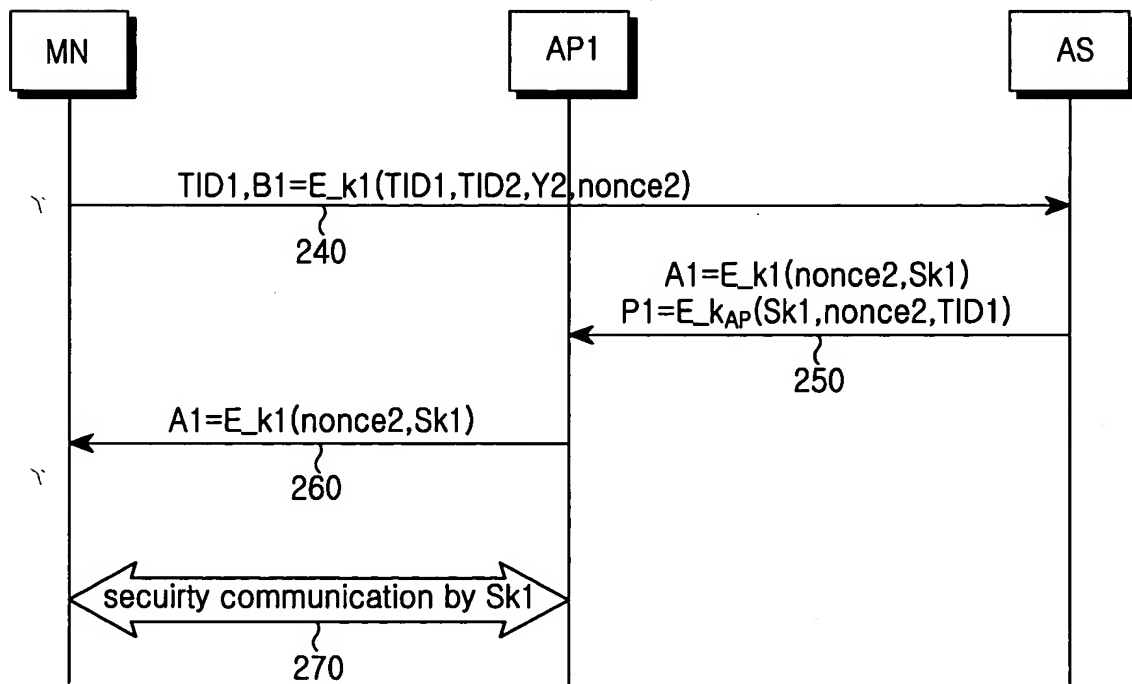 MN
AP1
AS
TID1,B1=E_k1(TID1,TID2,Y2,nonce2)
240
A1=E_k1(nonce2,Sk1)
P1=E_kAP(Sk1,nonce2,TID1)
250
A1=E_k1(nonce2,Sk1)
260
secuirty communication by Sk1
270